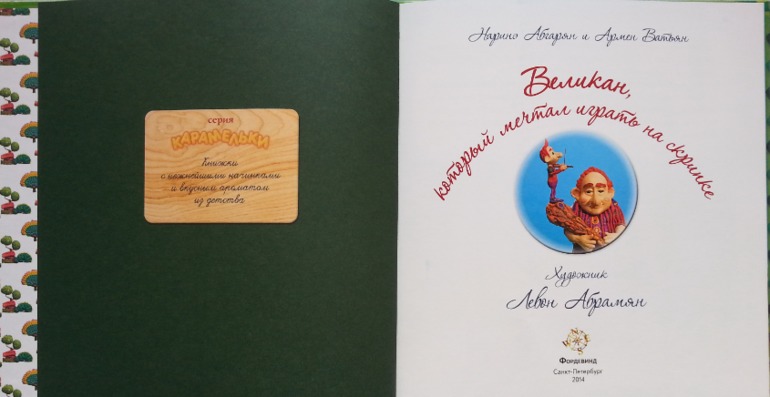 серия
КАРАМЕЛЬКИ
Книжки
с нежнейшими начинками
и вкусным ароматом
из детства
Наринэ Абгарян и Армен Ватьян
Великан,
который мечтал играть на скрипке
Художник
Левон Абрамян
ФОРДЕВИНД
Санкт-Петербург
2014